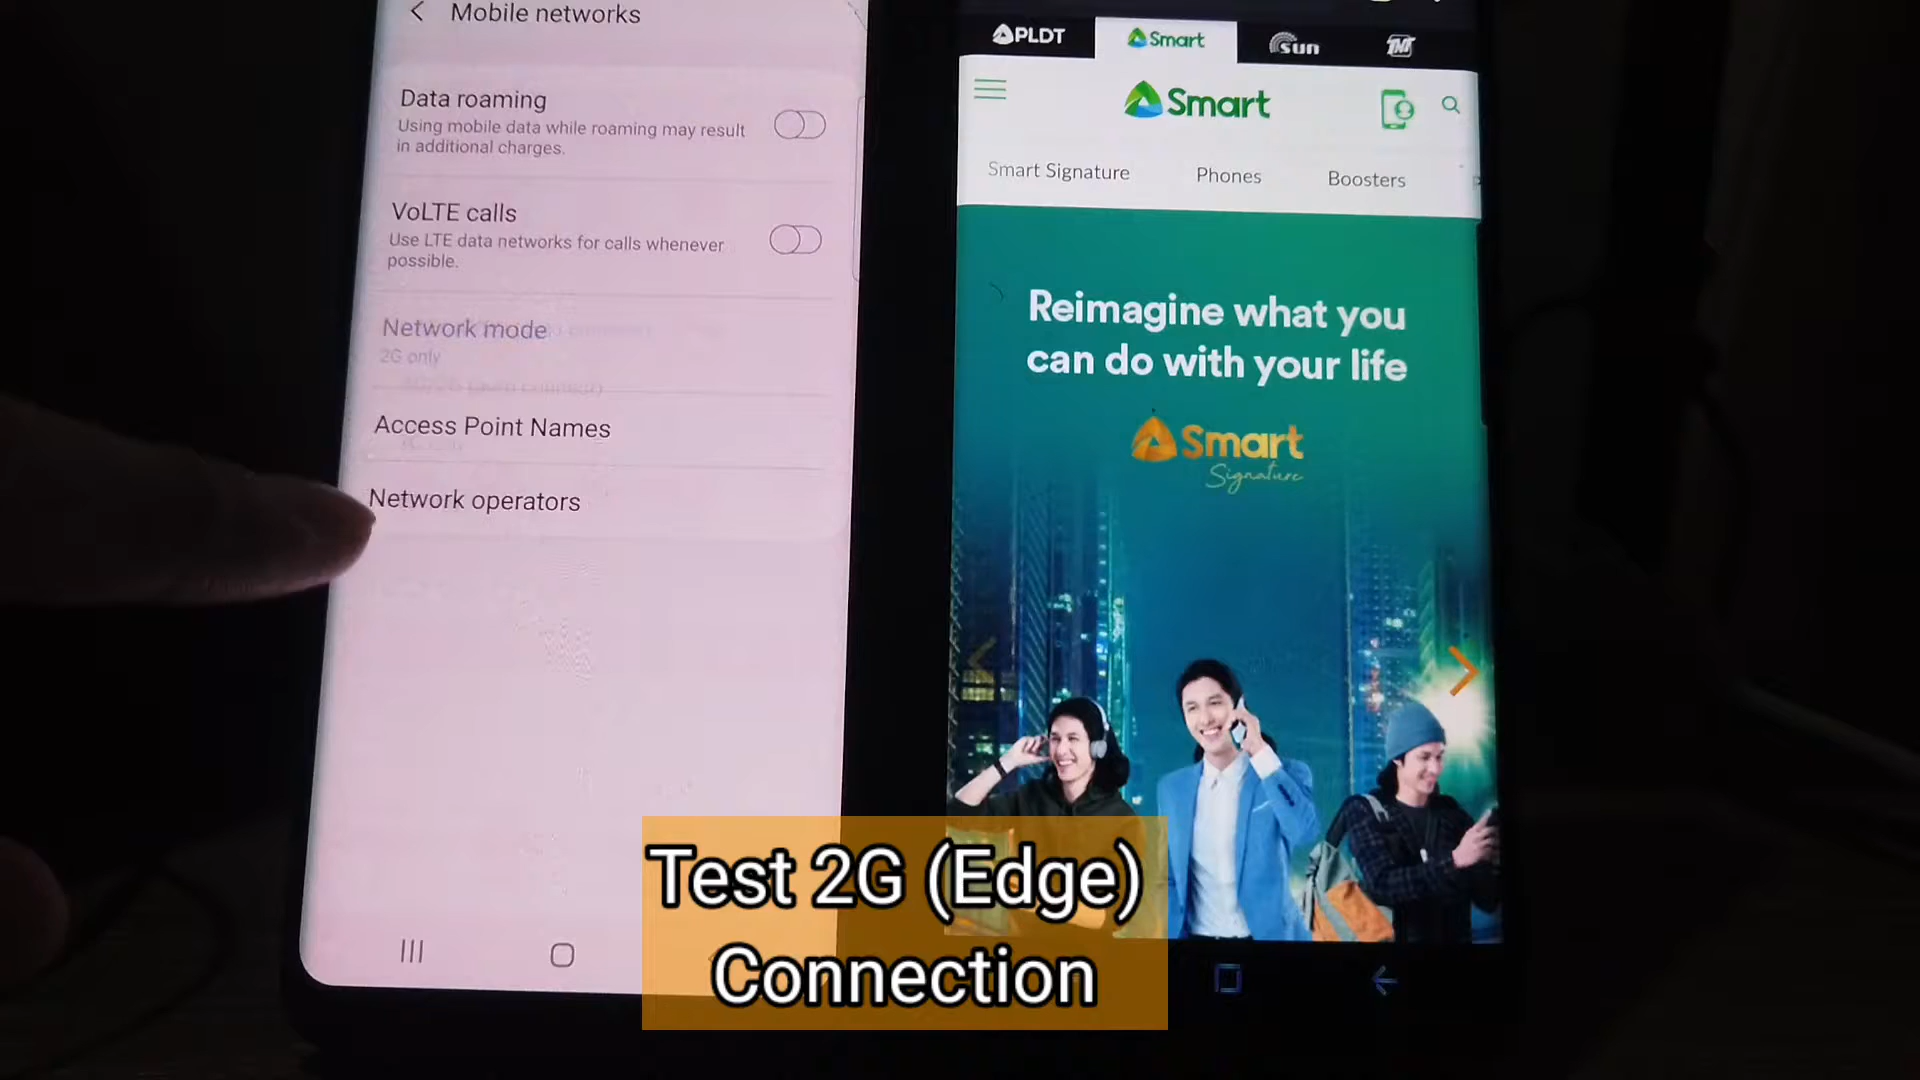 Mobile networks
Data roaming
Using mobile data while roaming may result
in additional charges.
VoLTE calls
Use LTE data networks for calls whenever
possible.
Network mode
2G only
Access Point Names
Network operators
PLDT
Smart
sun
TNT
Smart
Smart Signature
Phones
Boosters
Reimagine what you
can do with your life
Smart
Signature
Test 2G (Edge)
Connection